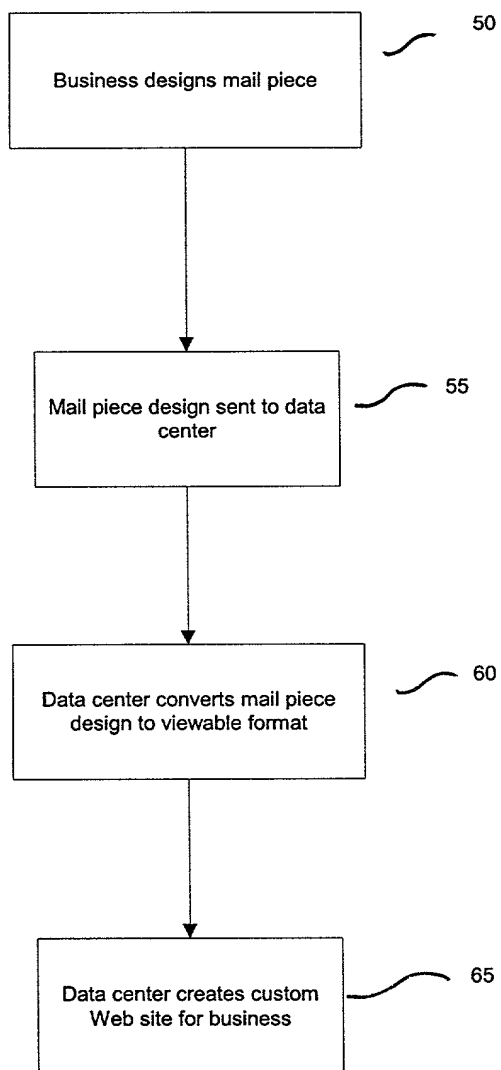 50
Business designs mail piece
55
Mail piece design sent to data
center
60
Data center converts mail piece
design to viewable format
65
Data center creates custom
Web site for business